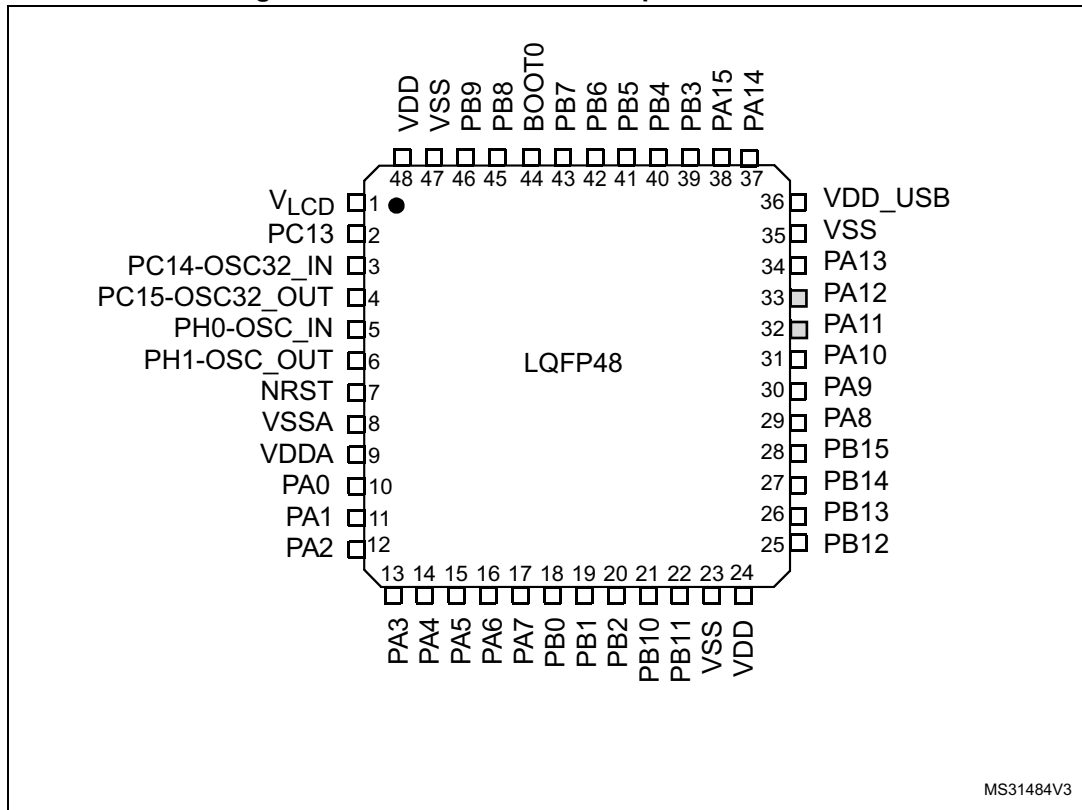 VDD
VSS
PB9
PB8
BOOT0
PB7
PB6
PB5
PB4
PB3
PA15
PA14
48 47 46 45 44 43 42 41 40 39 38 37
VLCD 1
PC13 2
PC14-OSC32_IN 3
PC15-OSC32_OUT 4
PH0-OSC_IN 5
PH1-OSC_OUT 6
NRST 7
VSSA 8
VDDA 9
PA0 10
PA1 11
PA2 12
LQFP48
36 VDD_USB
35 VSS
34 PA13
33 PA12
32 PA11
31 PA10
30 PA9
29 PA8
28 PB15
27 PB14
26 PB13
25 PB12
13 14 15 16 17 18 19 20 21 22 23 24
PA3
PA4
PA5
PA6
PA7
PB0
PB1
PB2
PB10
PB11
VSS
VDD
MS31484V3